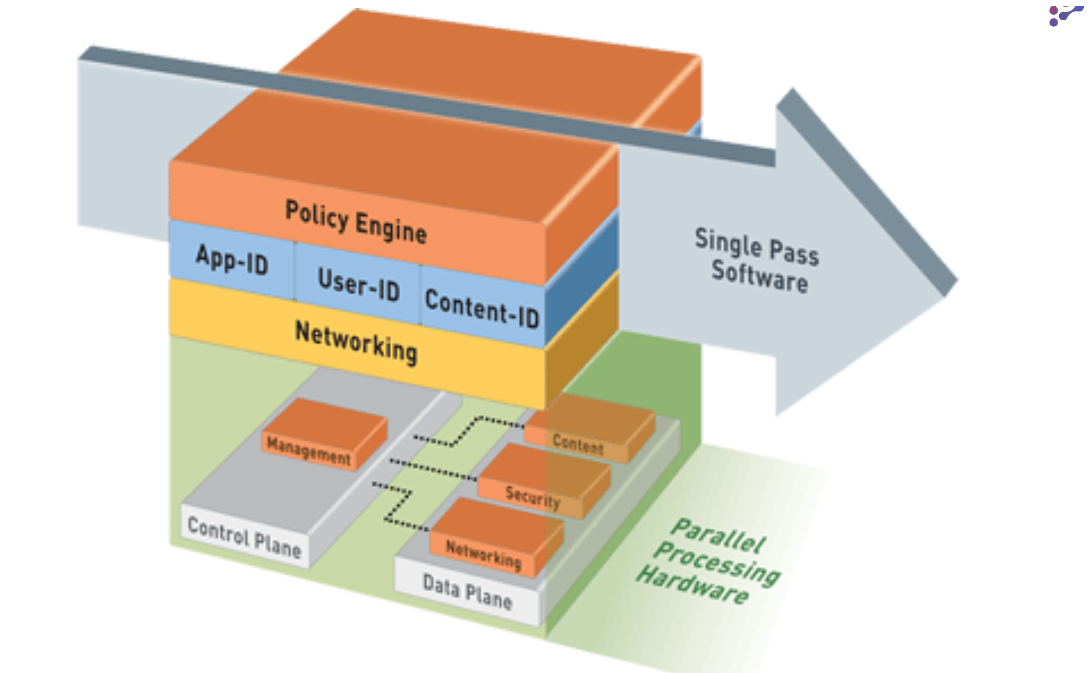 Policy Engine
App-ID
User-ID
Content-ID
Networking
Single Pass
Software
Management
Control Plane
Content
Security
Networking
Data Plane
Parallel
Processing
Hardware